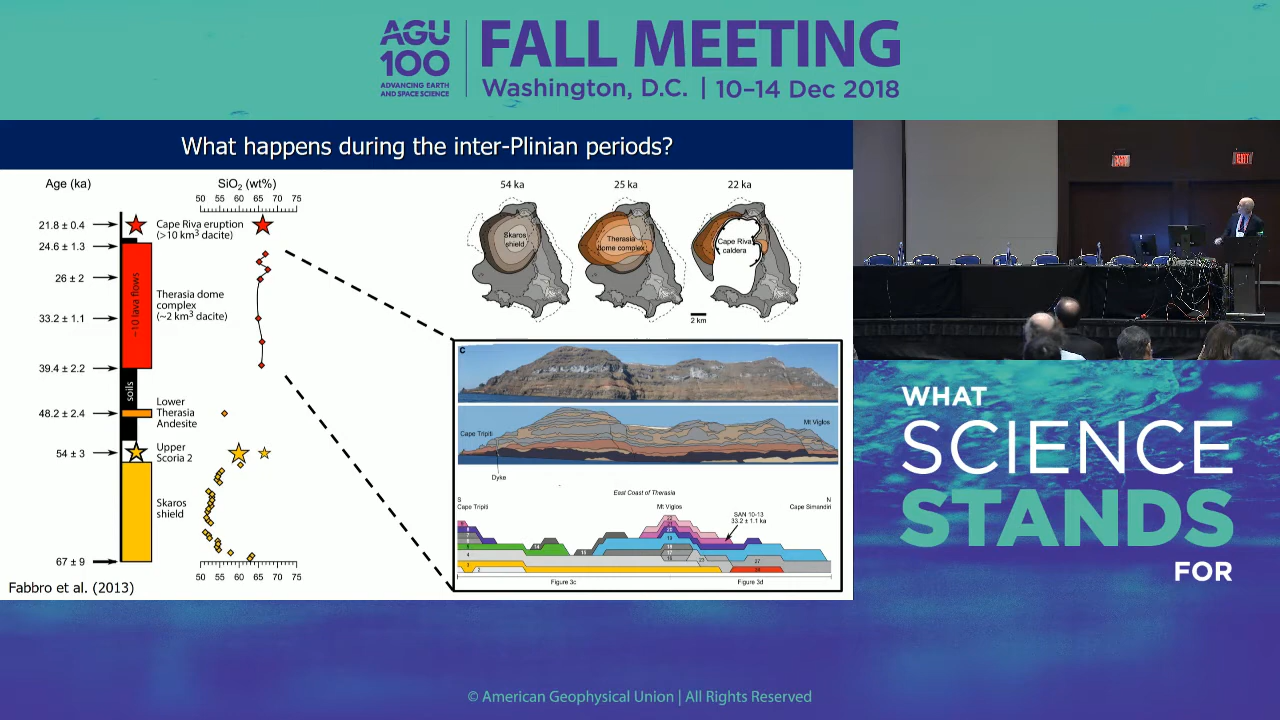 AGU
100
ADVANCING EARTH
AND SPACE SCIENCE
FALL MEETING
Washington, D.C. | 10–14 Dec 2018
What happens during the inter-Plinian periods?
Age (ka)
SiO2 (wt%)
50 55 60 65 70 75
21.8 ± 0.4
Cape Riva eruption
(>10 km3 dacite)
24.6 ± 1.3
26 ± 2
~10 lava flows
Therasia dome
complex
(~2 km3 dacite)
33.2 ± 1.1
39.4 ± 2.2
soils
48.2 ± 2.4
Lower
Therasia
Andesite
54 ± 3
Upper
Scoria 2
Skaros
shield
67 ± 9
50 55 60 65 70 75
Fabbro et al. (2013)
54 ka
25 ka
22 ka
Skaros
shield
Therasia
dome complex
Cape Riva
caldera
2 km
C
Cape Tripiti
Mt Viglos
Dyke
East Coast of Therasia
S
Cape Tripiti
Mt Viglos
N
Cape Simandiri
SAN 10-13
33.2 ± 1.1 ka
Figure 3c
Figure 3d
EXIT
WHAT
SCIENCE
STANDS
FOR
© American Geophysical Union | All Rights Reserved